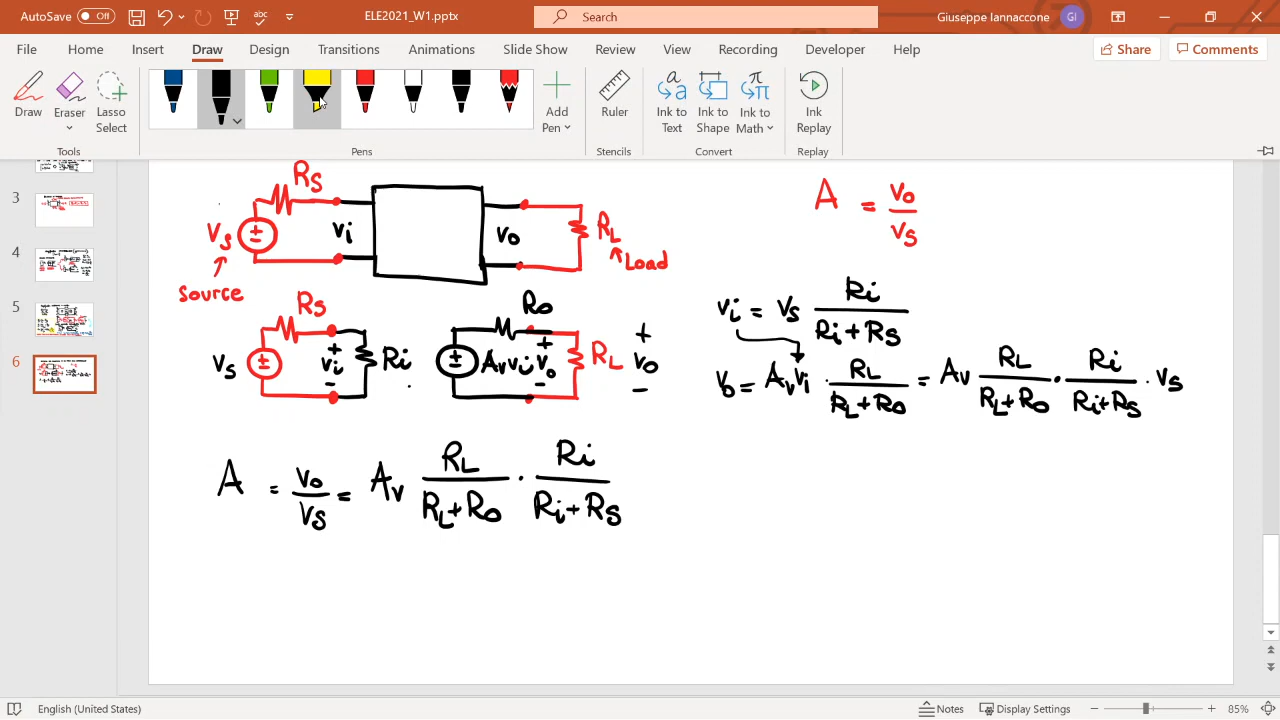 AutoSave Off ELE2021_W1.pptx Search Giuseppe Iannaccone GI
File Home Insert Draw Design Transitions Animations Slide Show Review View Recording Developer Help Share Comments
Draw Eraser Lasso Select Add Pen Ruler Ink to Text Ink to Shape Ink to Math Ink Replay
Tools Pens Stencils Convert Replay
3
4
5
6
RS
VS
+
vi
vo
RL
Load
Source
A = vo/vs
RS
VS
+
vi
-
Ri
Ro
Av vi
+
vo
-
RL
+
vo
-
vi = vs Ri/(Ri+RS)
vo = Av vi · RL/(RL+Ro) = Av RL/(RL+Ro) · Ri/(Ri+RS) · vs
A = vo/vs = Av RL/(RL+Ro) · Ri/(Ri+RS)
English (United States) Notes Display Settings 85%